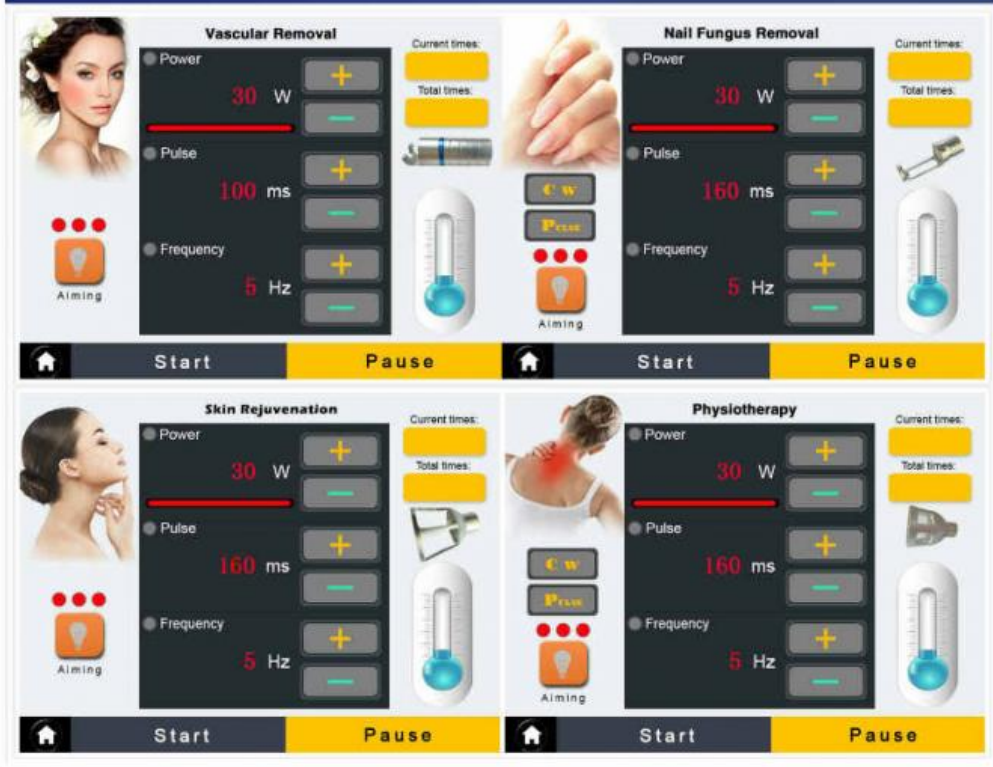 Vascular Removal
Current times:
Power
30 W
+
−
Total times:
Pulse
100 ms
+
−
Frequency
5 Hz
+
−
Aiming
Start
Pause
Nail Fungus Removal
Current times:
Power
30 W
+
−
Total times:
Pulse
160 ms
+
−
C W
PULSE
Frequency
5 Hz
+
−
Aiming
Start
Pause
Skin Rejuvenation
Current times:
Power
30 W
+
−
Total times:
Pulse
160 ms
+
−
Frequency
5 Hz
+
−
Aiming
Start
Pause
Physiotherapy
Current times:
Power
30 W
+
−
Total times:
Pulse
160 ms
+
−
C W
PULSE
Frequency
5 Hz
+
−
Aiming
Start
Pause